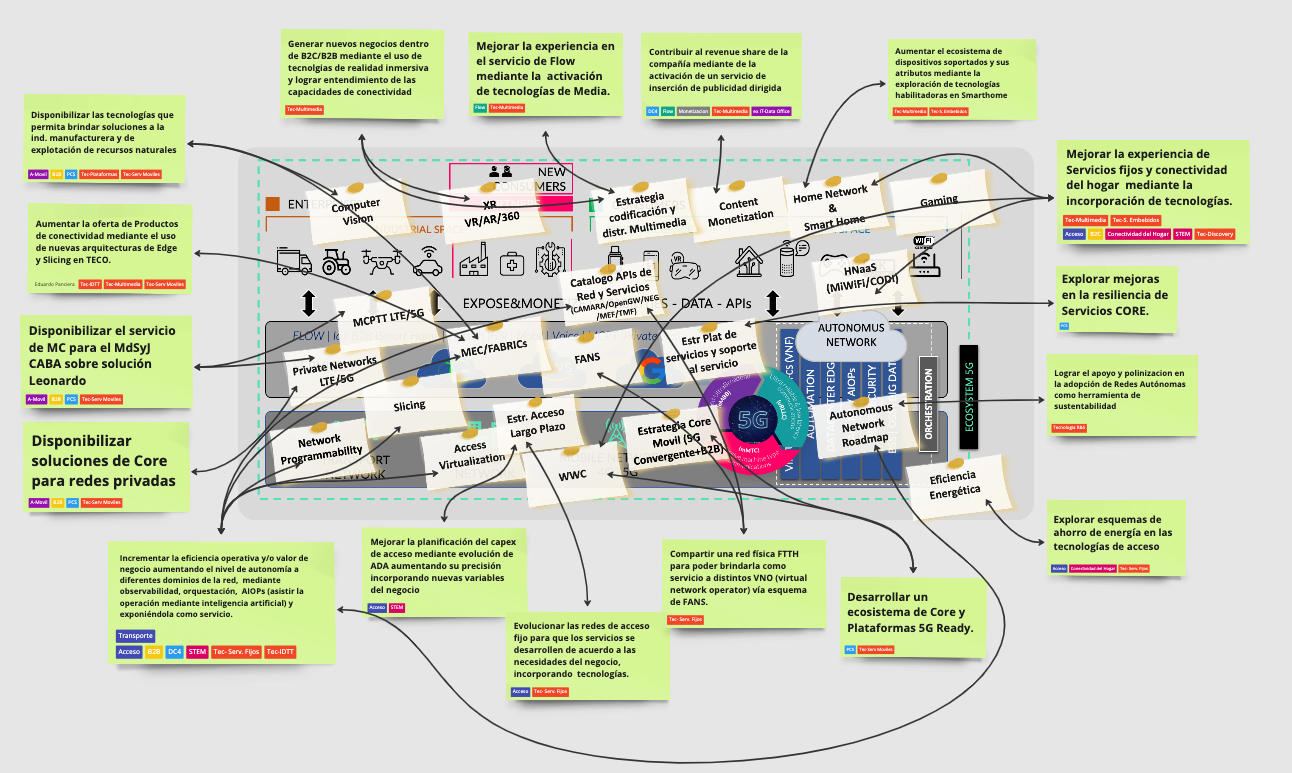 Generar nuevos negocios dentro
de B2C/B2B mediante el uso de
tecnolgías de realidad inmersiva
y lograr entendimiento de las
capacidades de conectividad
Tec-Multimedia
Mejorar la experiencia en
el servicio de Flow
mediante la activación
de tecnologías de Media.
Flow Tec-Multimedia
Contribuir al revenue share de la
compañía mediante de la
activación de un servicio de
inserción de publicidad dirigida
DC4 Flow Monetizacion Tec-Multimedia ex IT-Data Office
Aumentar el ecosistema de
dispositivos soportados y sus
atributos mediante la
exploración de tecnologías
habilitadoras en Smarthome
Tec-Multimedia Tec-S. Embebidos
Disponibilizar las tecnologías que
permita brindar soluciones a la
ind. manufacturera y de
explotación de recursos naturales
A-Movil B2B PCS Tec-Plataformas Tec-Serv Moviles
Mejorar la experiencia de
Servicios fijos y conectividad
del hogar mediante la
incorporación de tecnologías.
Tec-Multimedia Tec-S. Embebidos
Acceso B2C Conectividad del Hogar STEM Tec-Discovery
Aumentar la oferta de Productos
de conectividad mediante el uso
de nuevas arquitecturas de Edge
y Slicing en TECO.
Eduardo Panciera Tec-IDTT Tec-Multimedia Tec-Serv Moviles
Explorar mejoras
en la resiliencia de
Servicios CORE.
PCS
Disponibilizar el servicio
de MC para el MdSyJ
CABA sobre solución
Leonardo
A-Movil B2B PCS Tec-Serv Moviles
Lograr el apoyo y polinizacion en
la adopción de Redes Autónomas
como herramienta de
sustentabilidad
Tecnologia R&S
Disponibilizar
soluciones de Core
para redes privadas
A-Movil B2B PCS Tec-Serv Moviles
Explorar esquemas de
ahorro de energía en las
tecnologías de acceso
Acceso Conectividad del Hogar Tec- Serv. Fijos
NEW
CONSUMERS
Computer
Vision
XR
VR/AR/360
Estrategia
codificación y
distr. Multimedia
Content
Monetization
Home Network
&
Smart Home
Gaming
INDUSTRIAL SPAC
SPACE
Catalogo APIs de
Red y Servicios
(CAMARA/OpenGW/NEG
/MEF/TMF)
HNaaS
(MiWiFi/CODI)
EXPOSE&MONE
S - DATA - APIs
MCPTT LTE/5G
FLOW
MEC/FABRICs
FANS
Estr Plat de
servicios y soporte
al servicio
AUTONOMUS
NETWORK
Private Networks
LTE/5G
Slicing
Estr. Acceso
Largo Plazo
Network
Programmability
Access
Virtualization
WWC
Estrategia Core
Movil (5G
Convergente+B2B)
5G
Autonomous
Network
Roadmap
AUTOMATION
AIOPs
ORCHESTRATION
ECOSYSTEM 5G
Eficiencia
Energética
Incrementar la eficiencia operativa y/o valor de
negocio aumentando el nivel de autonomía a
diferentes dominios de la red, mediante
observabilidad, orquestación, AIOPs (asistir la
operación mediante inteligencia artificial) y
exponiéndola como servicio.
Transporte
Acceso B2B DC4 STEM Tec- Serv. Fijos Tec-IDTT
Mejorar la planificación del capex
de acceso mediante evolución de
ADA aumentando su precisión
incorporando nuevas variables
del negocio
Acceso STEM
Evolucionar las redes de acceso
fijo para que los servicios se
desarrollen de acuerdo a las
necesidades del negocio,
incorporando tecnologías.
Acceso Tec- Serv. Fijos
Compartir una red física FTTH
para poder brindarla como
servicio a distintos VNO (virtual
network operator) vía esquema
de FANS.
Tec- Serv. Fijos
Desarrollar un
ecosistema de Core y
Plataformas 5G Ready.
PCS Tec-Serv Moviles